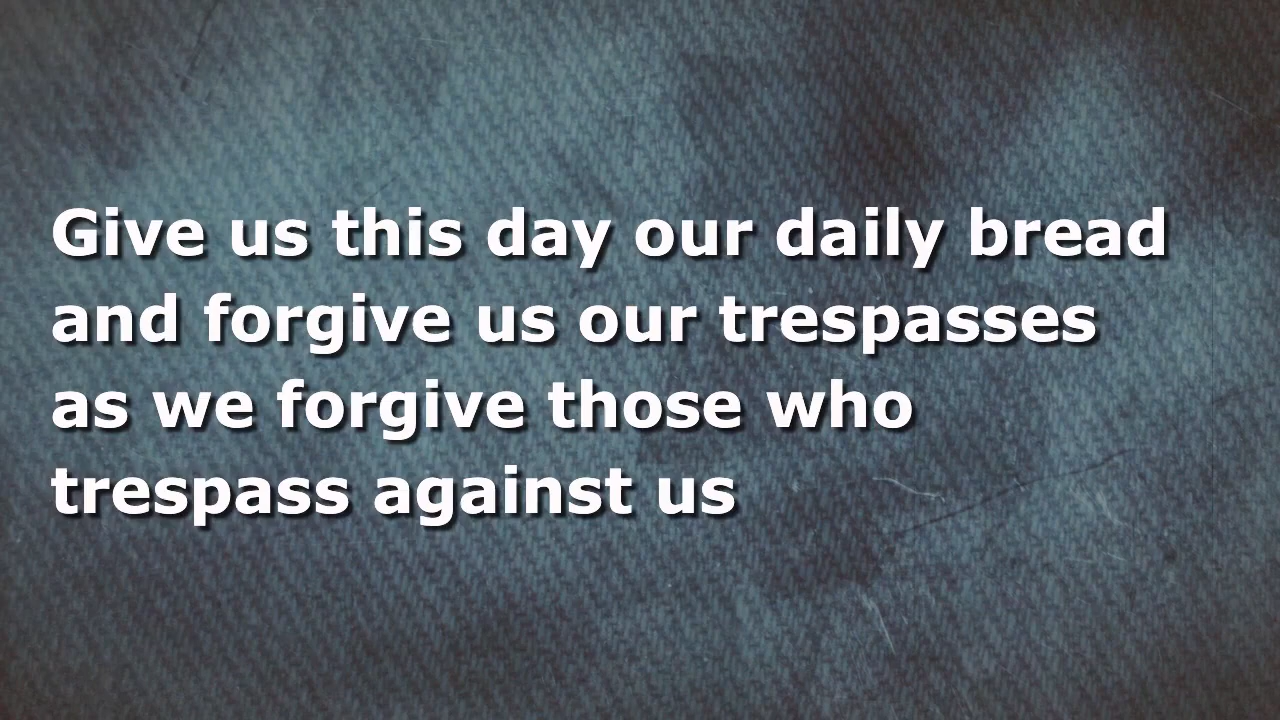 Give us this day our daily bread
and forgive us our trespasses
as we forgive those who
trespass against us